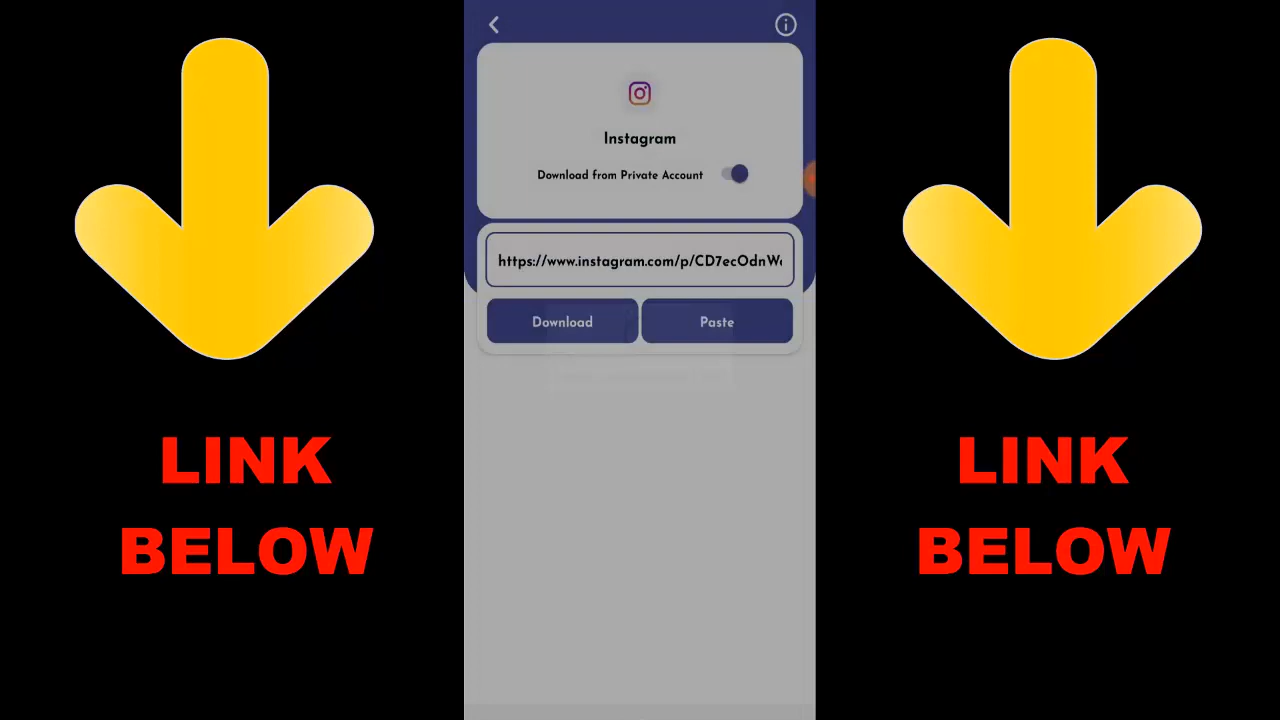 Instagram
Download from Private Account
https://www.instagram.com/p/CD7ecOdnW
Download Paste
LINK
BELOW
LINK
BELOW